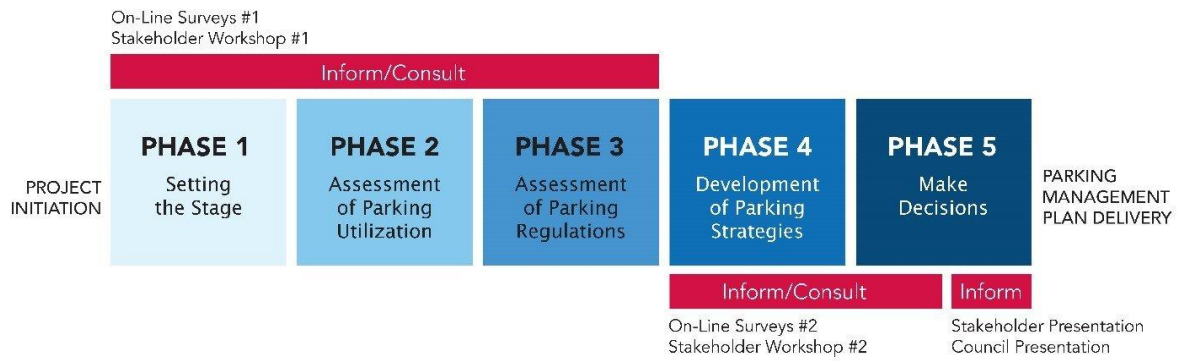 On-Line Surveys #1
Stakeholder Workshop #1
Inform/Consult
PROJECT
INITIATION
PHASE 1
Setting
the Stage
PHASE 2
Assessment
of Parking
Utilization
PHASE 3
Assessment
of Parking
Regulations
PHASE 4
Development
of Parking
Strategies
PHASE 5
Make
Decisions
PARKING
MANAGEMENT
PLAN DELIVERY
Inform/Consult
On-Line Surveys #2
Stakeholder Workshop #2
Inform
Stakeholder Presentation
Council Presentation